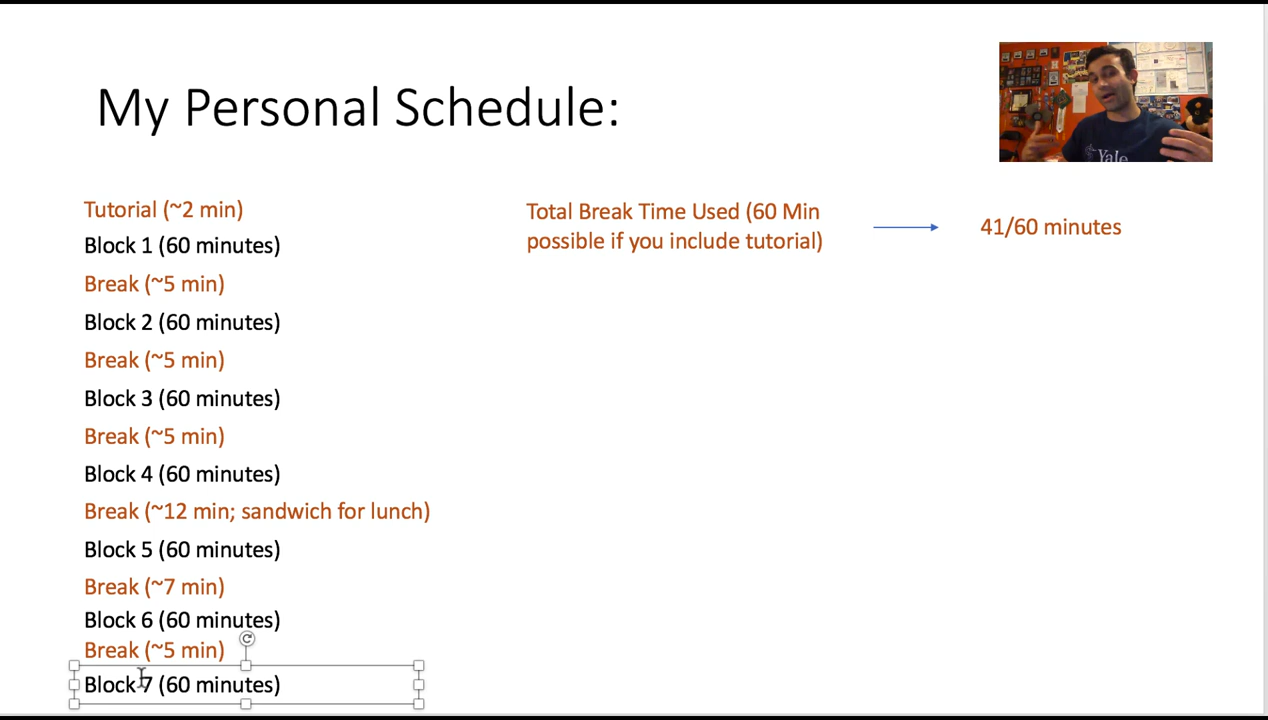 My Personal Schedule:
Tutorial (~2 min)
Block 1 (60 minutes)
Break (~5 min)
Block 2 (60 minutes)
Break (~5 min)
Block 3 (60 minutes)
Break (~5 min)
Block 4 (60 minutes)
Break (~12 min; sandwich for lunch)
Block 5 (60 minutes)
Break (~7 min)
Block 6 (60 minutes)
Break (~5 min)
Block 7 (60 minutes)
Total Break Time Used (60 Min
possible if you include tutorial)
41/60 minutes
Yale